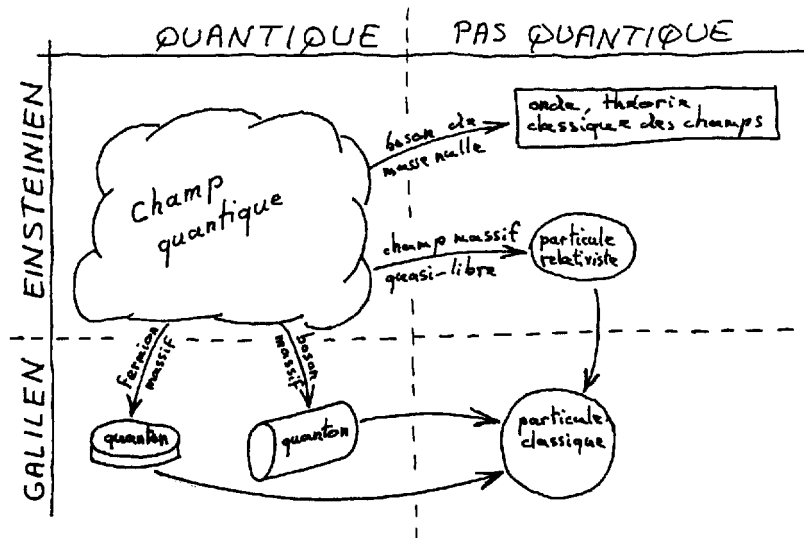 QUANTIQUE
PAS QUANTIQUE
EINSTEINIEN
GALILEN
Champ
quantique
boson de
masse nulle
onde, théorie
classique des champs
champ massif
quasi-libre
particule
relativiste
fermion
massif
boson
massif
quanton
quanton
particule
classique